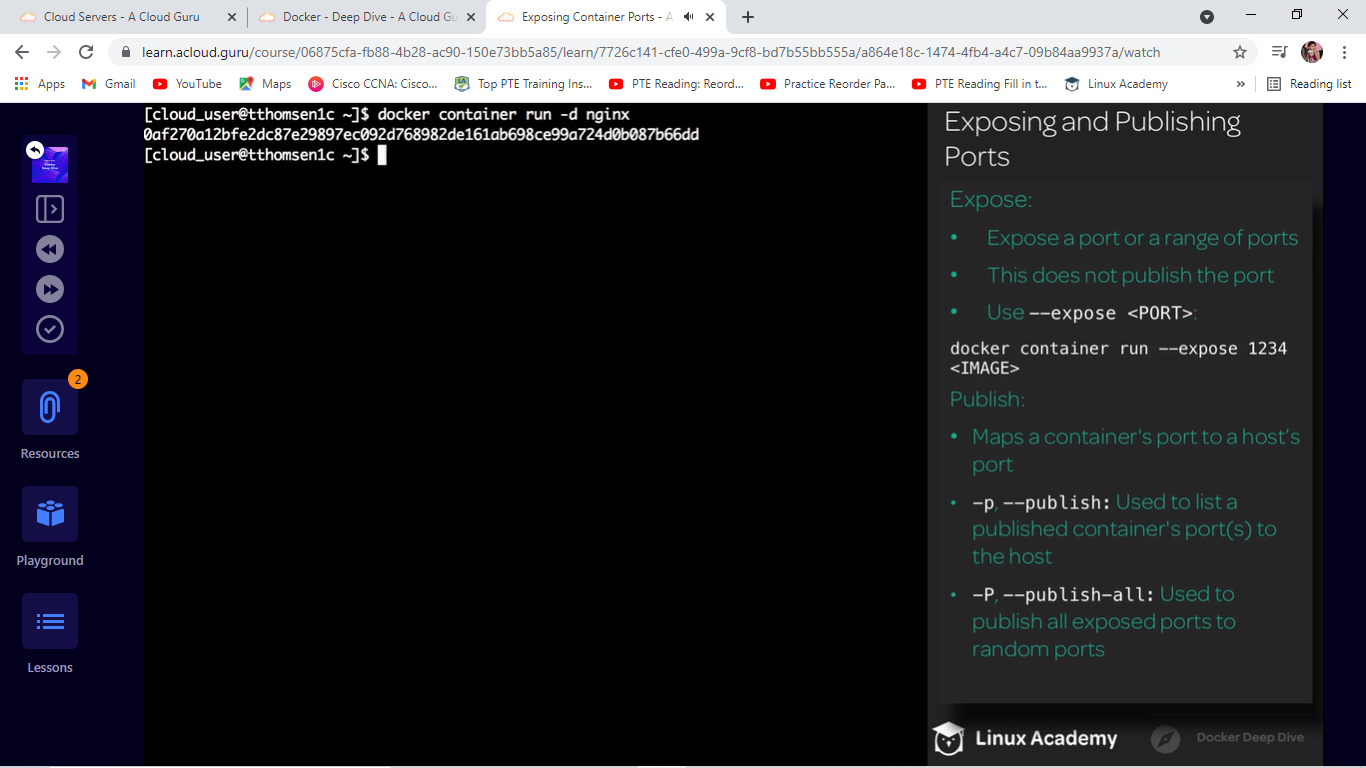 Cloud Servers - A Cloud Guru
Docker - Deep Dive - A Cloud Gu
Exposing Container Ports - A
learn.acloud.guru/course/06875cfa-fb88-4b28-ac90-150e73bb5a85/learn/7726c141-cfe0-499a-9cf8-bd7b55bb555a/a864e18c-1474-4fb4-a4c7-09b84aa9937a/watch
Apps
Gmail
YouTube
Maps
Cisco CCNA: Cisco...
Top PTE Training Ins...
PTE Reading: Reord...
Practice Reorder Pa...
PTE Reading Fill in t...
Linux Academy
»
Reading list
[cloud_user@tthomsen1c ~]$ docker container run -d nginx
0af270a12bfe2dc87e29897ec092d768982de161ab698ce99a724d0b087b66dd
[cloud_user@tthomsen1c ~]$
Docker
Deep Dive
2
Resources
Playground
Lessons
Exposing and Publishing
Ports
Expose:
• Expose a port or a range of ports
• This does not publish the port
• Use --expose <PORT>:
docker container run --expose 1234
<IMAGE>
Publish:
• Maps a container's port to a host's
port
• -p, --publish: Used to list a
published container's port(s) to
the host
• -P, --publish-all: Used to
publish all exposed ports to
random ports
Linux Academy
Docker Deep Dive